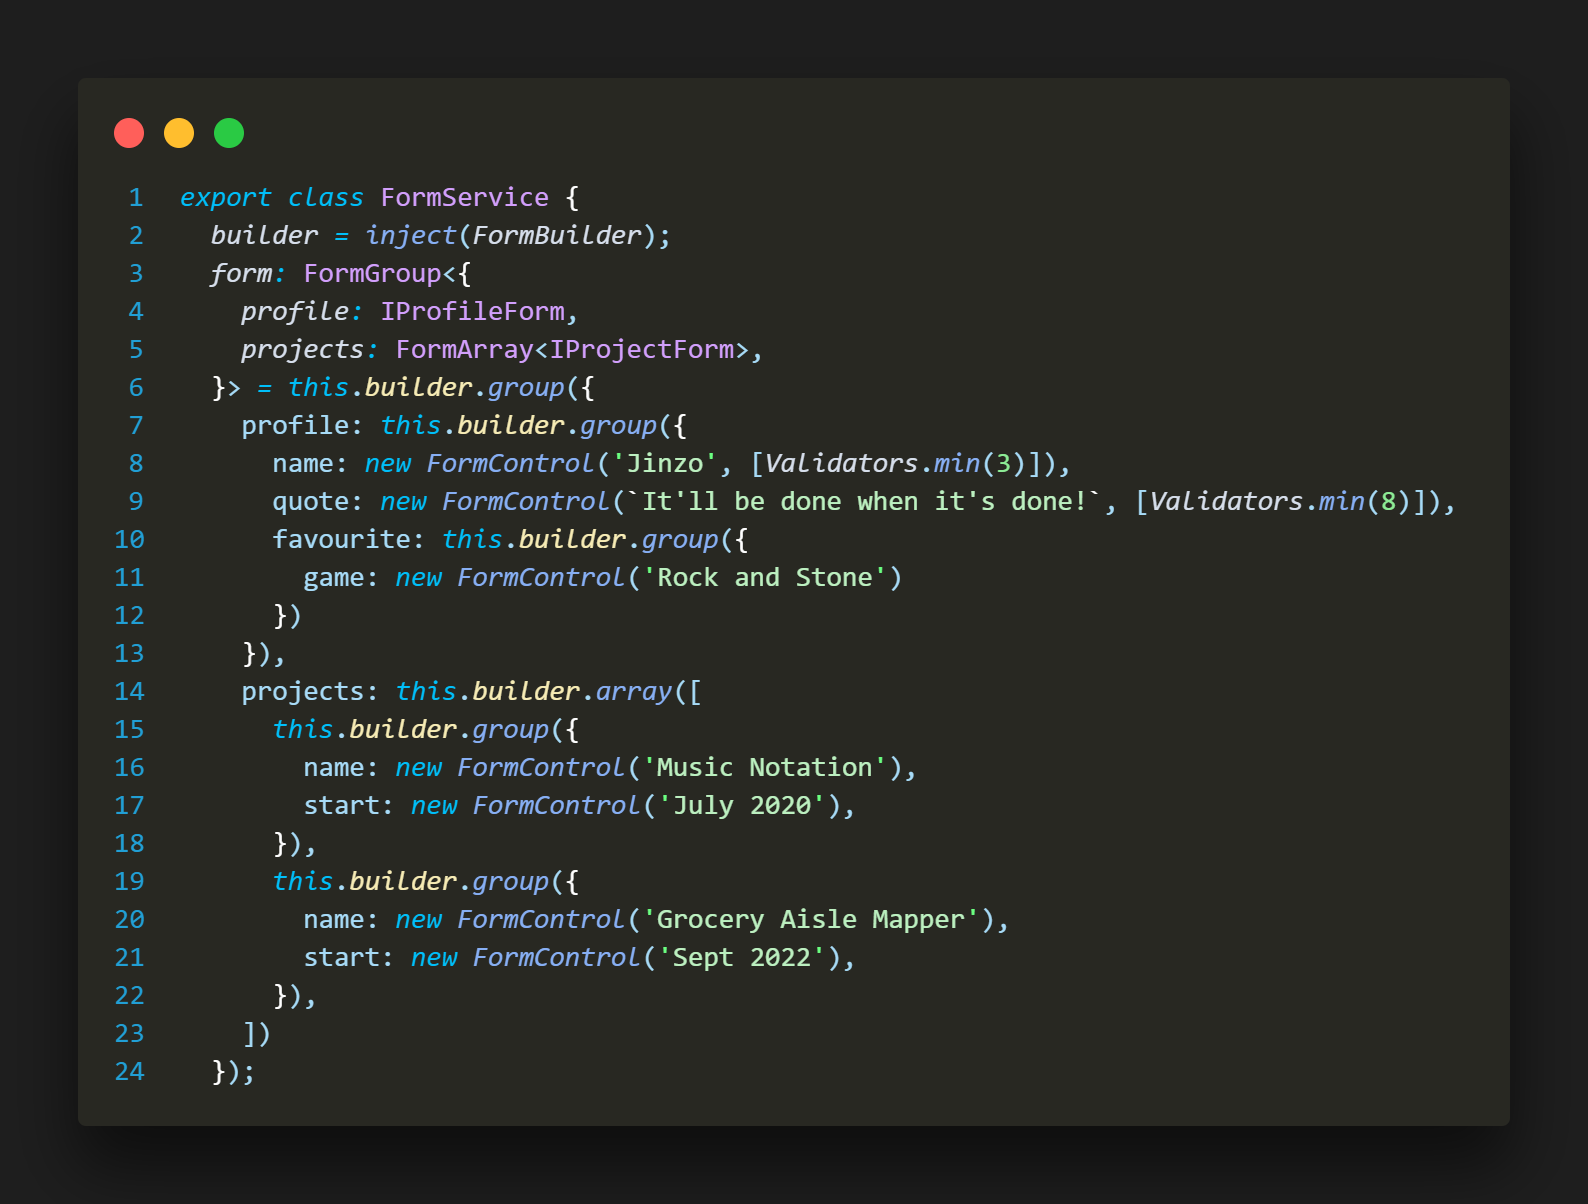 1 export class FormService {
2   builder = inject(FormBuilder);
3   form: FormGroup<{
4     profile: IProfileForm,
5     projects: FormArray<IProjectForm>,
6   }> = this.builder.group({
7     profile: this.builder.group({
8       name: new FormControl('Jinzo', [Validators.min(3)]),
9       quote: new FormControl(`It'll be done when it's done!`, [Validators.min(8)]),
10       favourite: this.builder.group({
11         game: new FormControl('Rock and Stone')
12       })
13     }),
14     projects: this.builder.array([
15       this.builder.group({
16         name: new FormControl('Music Notation'),
17         start: new FormControl('July 2020'),
18       }),
19       this.builder.group({
20         name: new FormControl('Grocery Aisle Mapper'),
21         start: new FormControl('Sept 2022'),
22       }),
23     ])
24   });